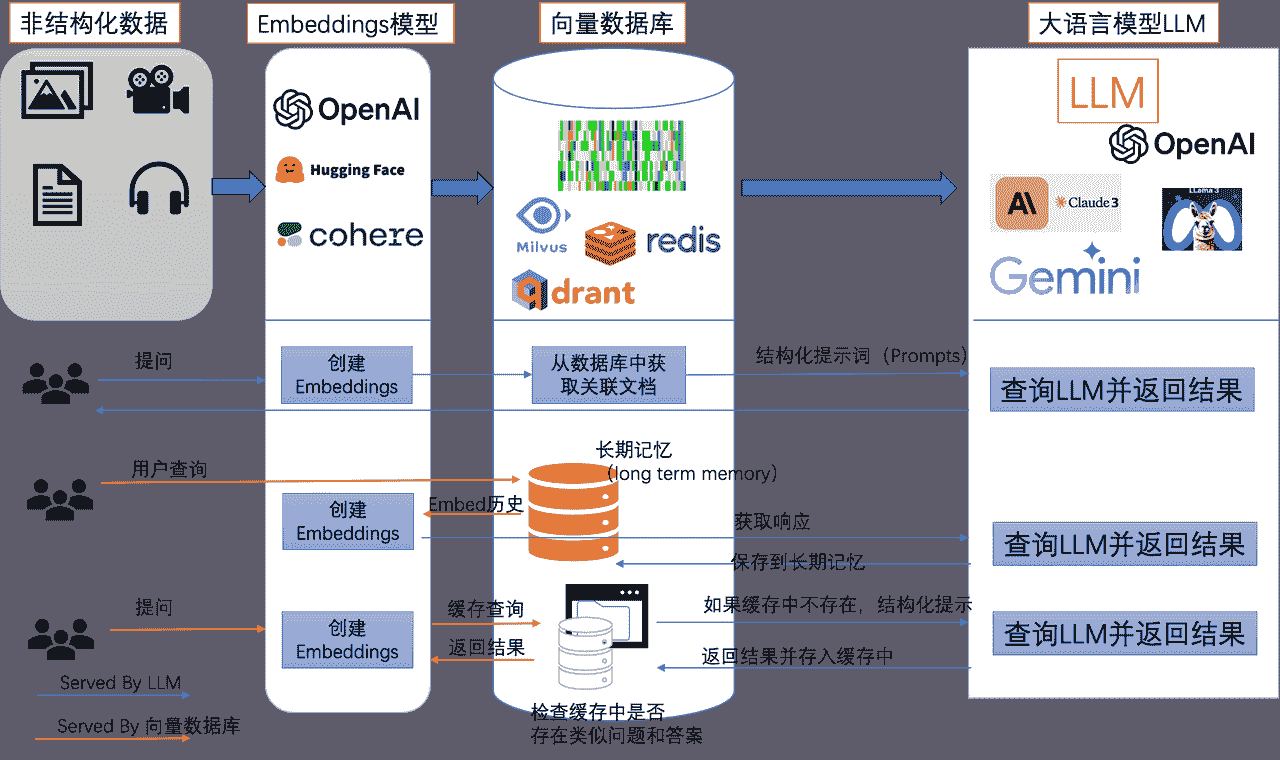 非结构化数据
Embeddings模型
向量数据库
大语言模型LLM
LLM
OpenAI
OpenAI
Hugging Face
AI
Claude 3
LLama 3
Milvus
redis
cohere
Gemini
qdrant
提问
创建
Embeddings
从数据库中获
取关联文档
结构化提示词（Prompts）
查询LLM并返回结果
长期记忆
（long term memory）
用户查询
Embed历史
创建
Embeddings
获取响应
查询LLM并返回结果
保存到长期记忆
提问
创建
Embeddings
缓存查询
如果缓存中不存在，结构化提示
查询LLM并返回结果
返回结果
返回结果并存入缓存中
Served By LLM
检查缓存中是否
存在类似问题和答案
Served By 向量数据库